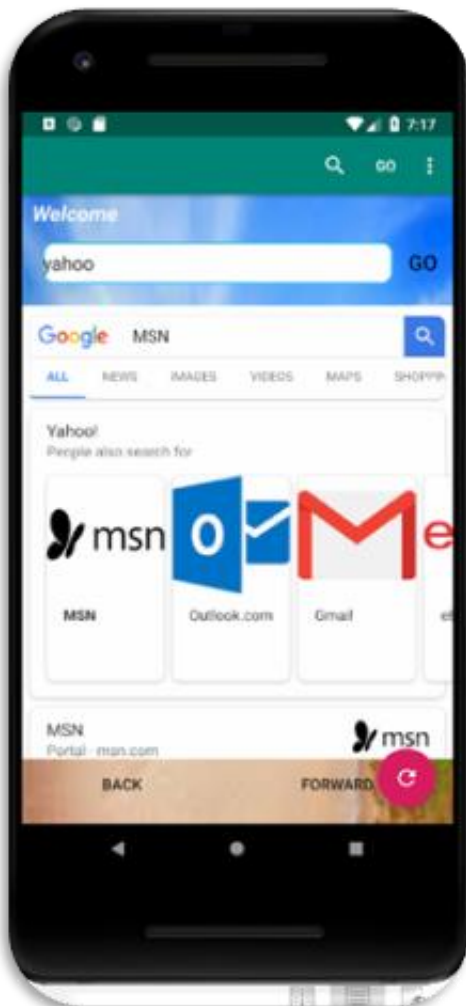 7:17
GO
Welcome
yahoo GO
Google MSN
ALL NEWS IMAGES VIDEOS MAPS SHOPPIN
Yahoo!
People also search for
msn
MSN Outlook.com Gmail
MSN msn
Portal · msn.com
BACK FORWARD